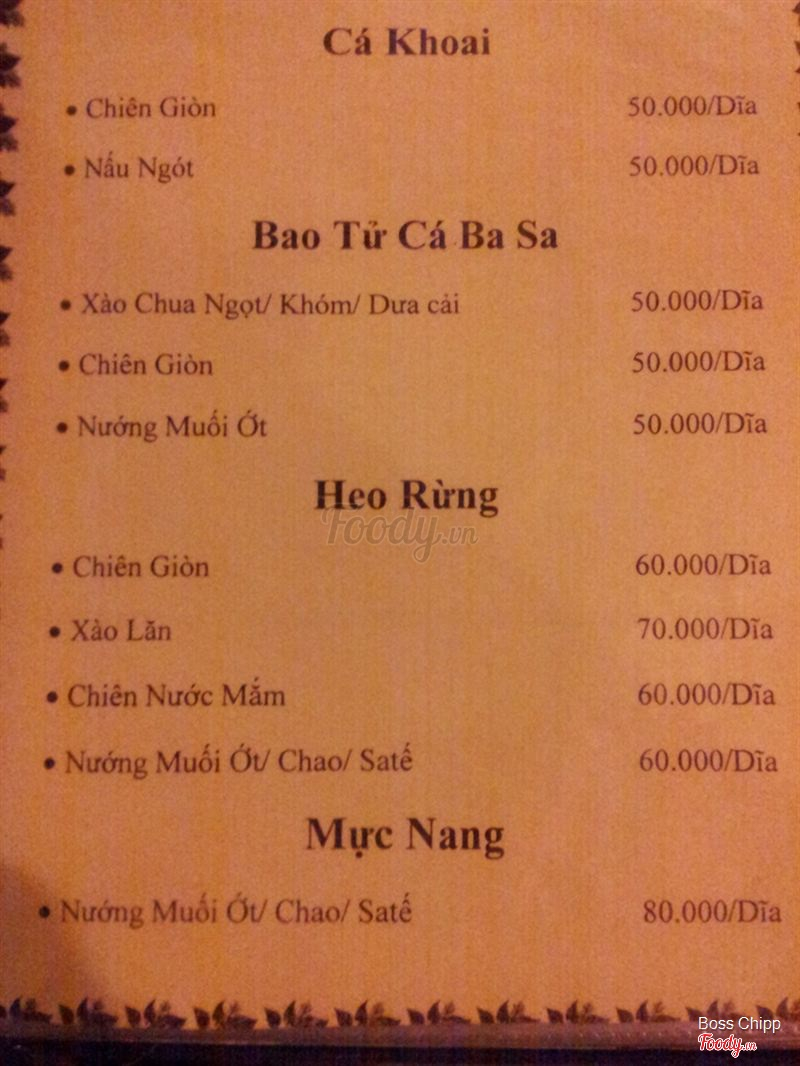 Cá Khoai
• Chiên Giòn 50.000/Dĩa
• Nấu Ngót 50.000/Dĩa
Bao Tử Cá Ba Sa
• Xào Chua Ngọt/ Khóm/ Dưa cải 50.000/Dĩa
• Chiên Giòn 50.000/Dĩa
• Nướng Muối Ớt 50.000/Dĩa
Heo Rừng
Foody.vn
• Chiên Giòn 60.000/Dĩa
• Xào Lăn 70.000/Dĩa
• Chiên Nước Mắm 60.000/Dĩa
• Nướng Muối Ớt/ Chao/ Satế 60.000/Dĩa
Mực Nang
• Nướng Muối Ớt/ Chao/ Satế 80.000/Dĩa
Boss Chipp
Foody.vn